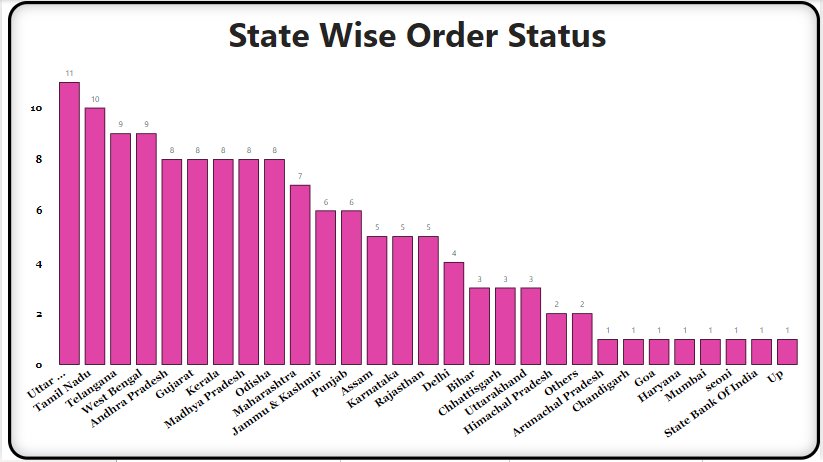 State Wise Order Status
11
10
9
9
8
8
8
8
8
7
6
6
5
5
5
4
3
3
3
2
2
1
1
1
1
1
1
1
1
10
8
6
4
2
0
Uttar ...
Tamil Nadu
Telangana
West Bengal
Andhra Pradesh
Gujarat
Kerala
Madhya Pradesh
Odisha
Maharashtra
Jammu & Kashmir
Punjab
Assam
Karnataka
Rajasthan
Delhi
Bihar
Chhattisgarh
Uttarakhand
Himachal Pradesh
Others
Arunachal Pradesh
Chandigarh
Goa
Haryana
Mumbai
seoni
State Bank Of India
Up